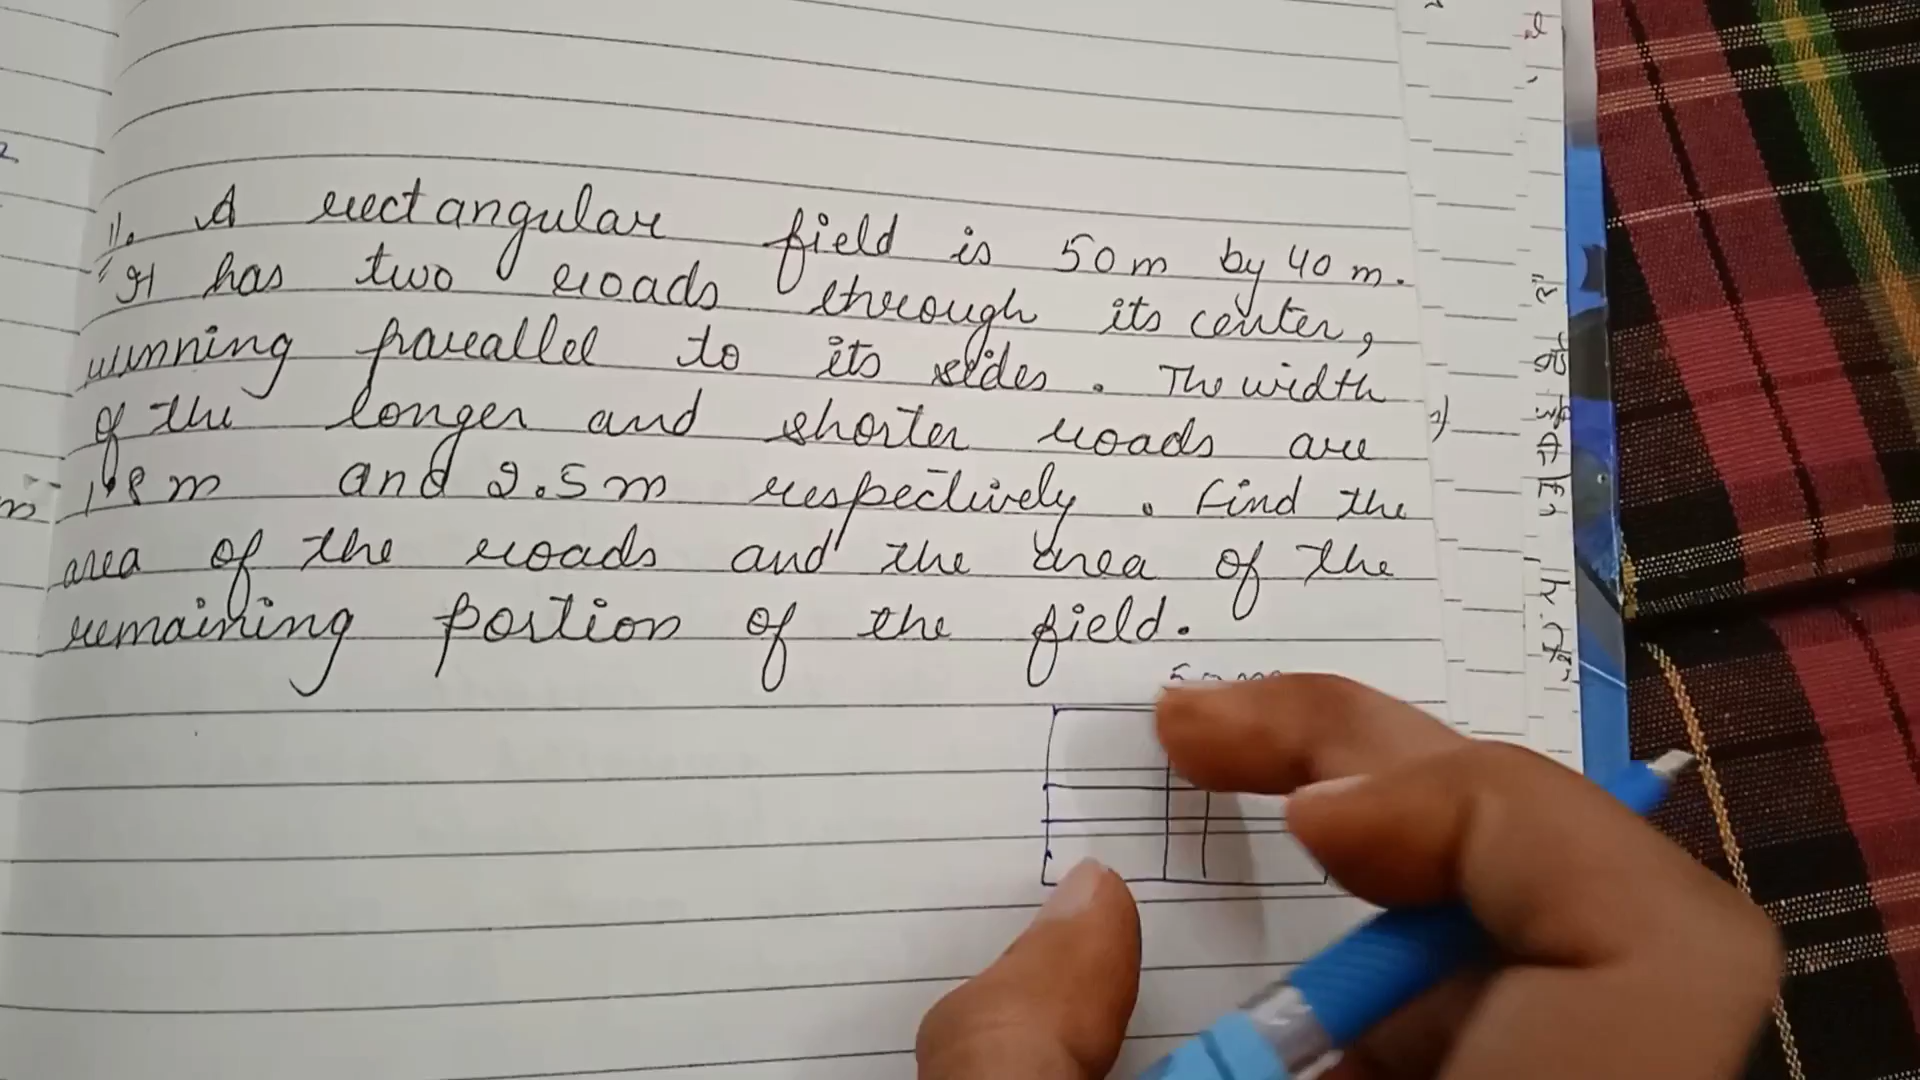 11. A rectangular field is 50m by 40 m.
It has two roads through its center,
running parallel to its sides. The width
of the longer and shorter roads are
1.8m and 2.5m respectively. Find the
area of the roads and the area of the
remaining portion of the field.